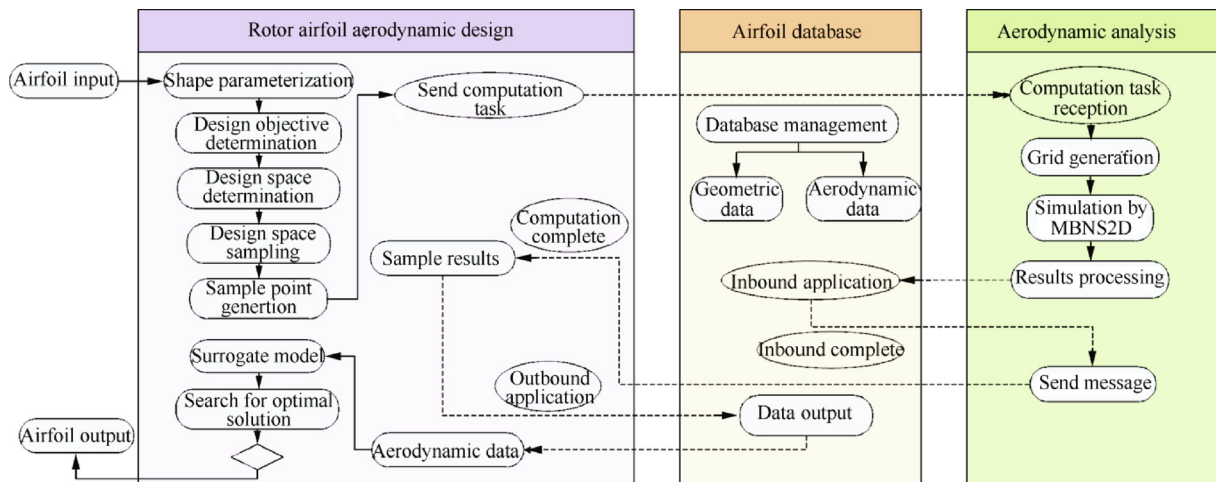 Rotor airfoil aerodynamic design
Airfoil database
Aerodynamic analysis
Airfoil input
Shape parameterization
Design objective
determination
Design space
determination
Design space
sampling
Sample point
genertion
Send computation
task
Computation
complete
Sample results
Surrogate model
Search for optimal
solution
Airfoil output
Outbound
application
Aerodynamic data
Database management
Geometric
data
Aerodynamic
data
Inbound application
Inbound complete
Data output
Computation task
reception
Grid generation
Simulation by
MBNS2D
Results processing
Send message